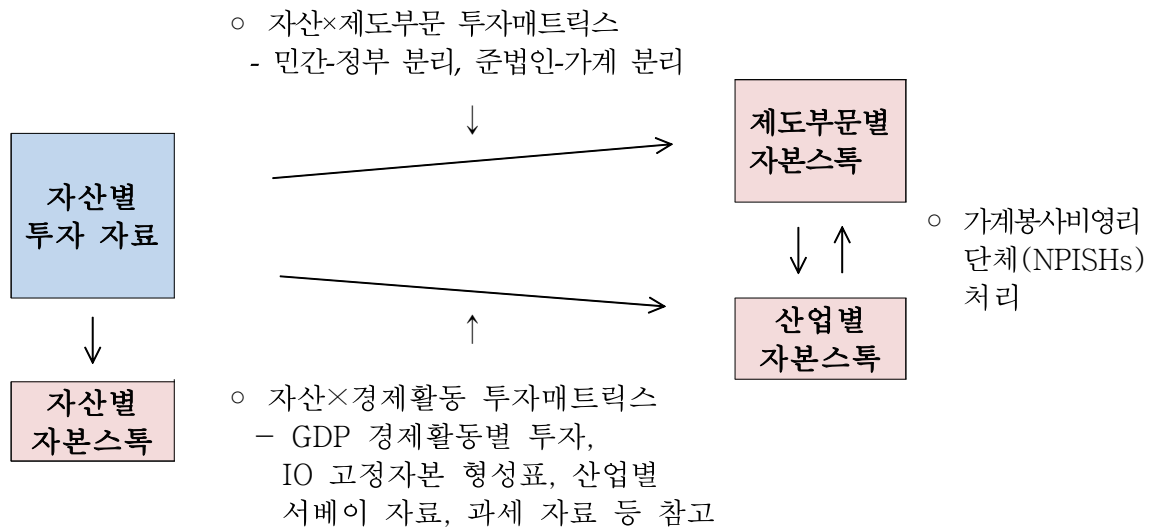 ○ 자산×제도부문 투자매트릭스
- 민간-정부 분리, 준법인-가계 분리
↓
자산별
투자 자료
↓
자산별
자본스톡
제도부문별
자본스톡
↓ ↑
산업별
자본스톡
○ 가계봉사비영리
단체(NPISHs)
처리
↑
○ 자산×경제활동 투자매트릭스
- GDP 경제활동별 투자,
IO 고정자본 형성표, 산업별
서베이 자료, 과세 자료 등 참고